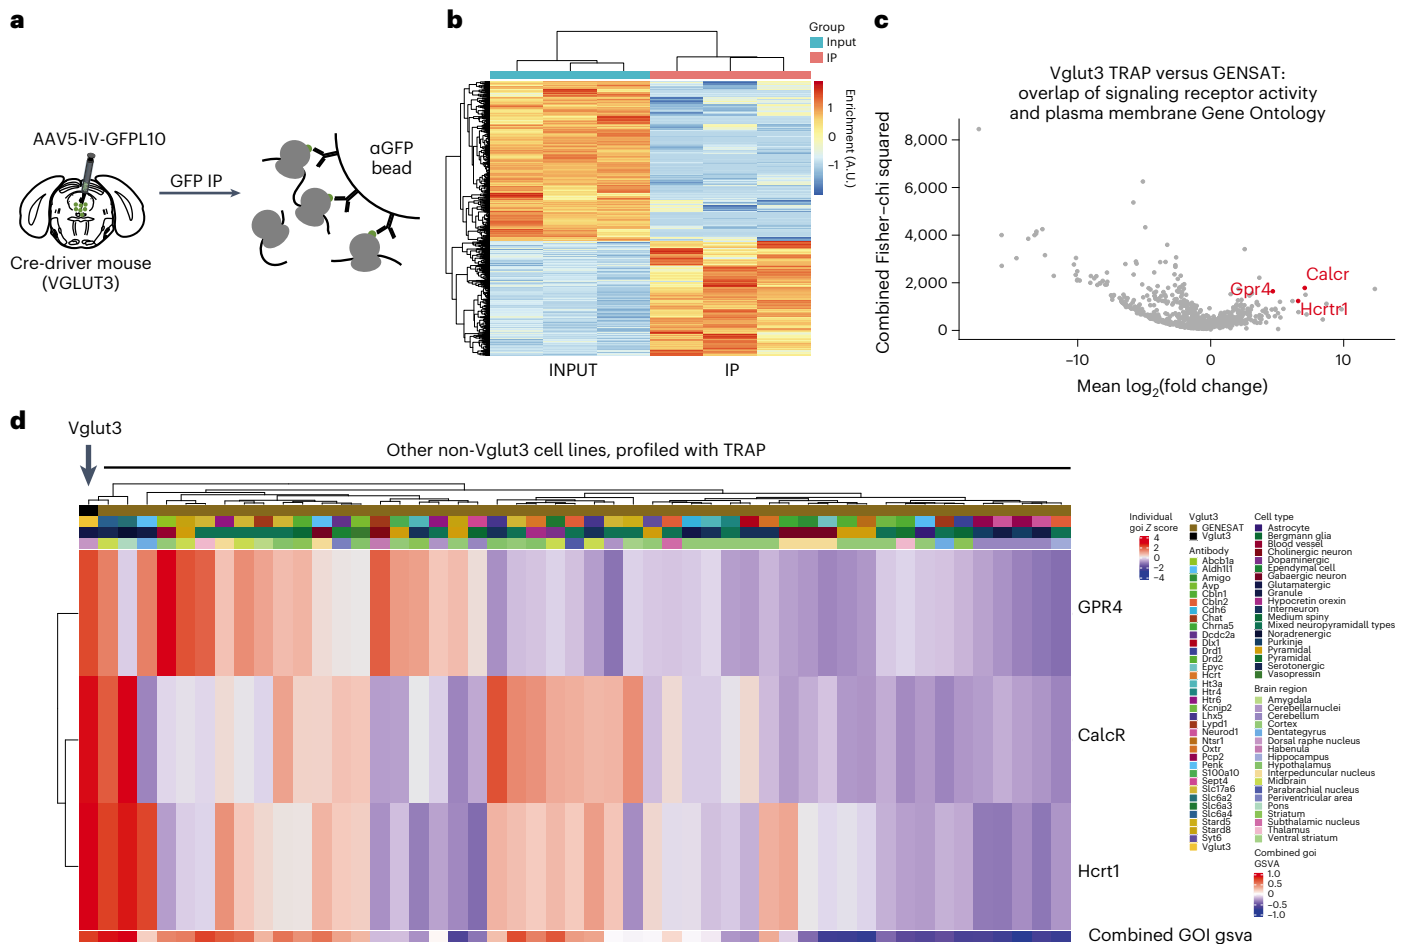 a
AAV5-IV-GFPL10
GFP IP
αGFP
bead
Cre-driver mouse
(VGLUT3)
b
Group
Input
IP
1
0
−1
Enrichment (A.U.)
INPUT
IP
c
Vglut3 TRAP versus GENSAT:
overlap of signaling receptor activity
and plasma membrane Gene Ontology
Combined Fisher–chi squared
8,000
6,000
4,000
2,000
0
Calcr
Gpr4
Hcrtr1
−10
0
10
Mean log2(fold change)
d
Vglut3
Other non-Vglut3 cell lines, profiled with TRAP
GPR4
CalcR
Hcrt1
Combined GOI gsva
Individual
goi Z score
4
2
0
−2
−4
Vglut3
GENESAT
Vglut3
Antibody
Abcb1a
Aldh1l1
Amigo
Avp
Cbln1
Cbln2
Cdh6
Chat
Chrna5
Dcdc2a
Dlx1
Drd1
Drd2
Epyc
Hcrt
Ht3a
Htr4
Htr6
Kcnip2
Lhx5
Lypd1
Neurod1
Ntsr1
Oxtr
Pcp2
Penk
S100a10
Sept4
Slc17a6
Slc6a2
Slc6a3
Slc6a4
Stard5
Stard8
Syt6
Vglut3
Cell type
Astrocyte
Bergmann glia
Blood vessel
Cholinergic neuron
Dopaminergic
Ependymal cell
Gabaergic neuron
Glutamatergic
Granule
Hypocretin orexin
Interneuron
Medium spiny
Mixed neuropyramidall types
Noradrenergic
Purkinje
Pyramidal
Pyramidal
Serotonergic
Vasopressin
Brain region
Amygdala
Cerebellarnuclei
Cerebellum
Cortex
Dentategyrus
Dorsal raphe nucleus
Habenula
Hippocampus
Hypothalamus
Interpeduncular nucleus
Midbrain
Parabrachial nucleus
Periventricular area
Pons
Striatum
Subthalamic nucleus
Thalamus
Ventral striatum
Combined goi
GSVA
1.0
0.5
0
−0.5
−1.0